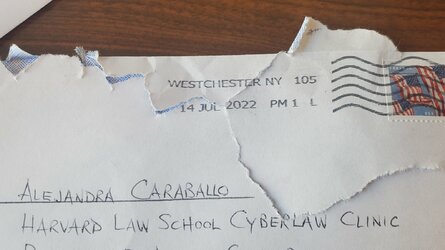 WESTCHESTER NY 105
14 JUL 2022 PM 1 L
ALEJANDRA CARABALLO
HARVARD LAW SCHOOL CYBERLAW CLINIC